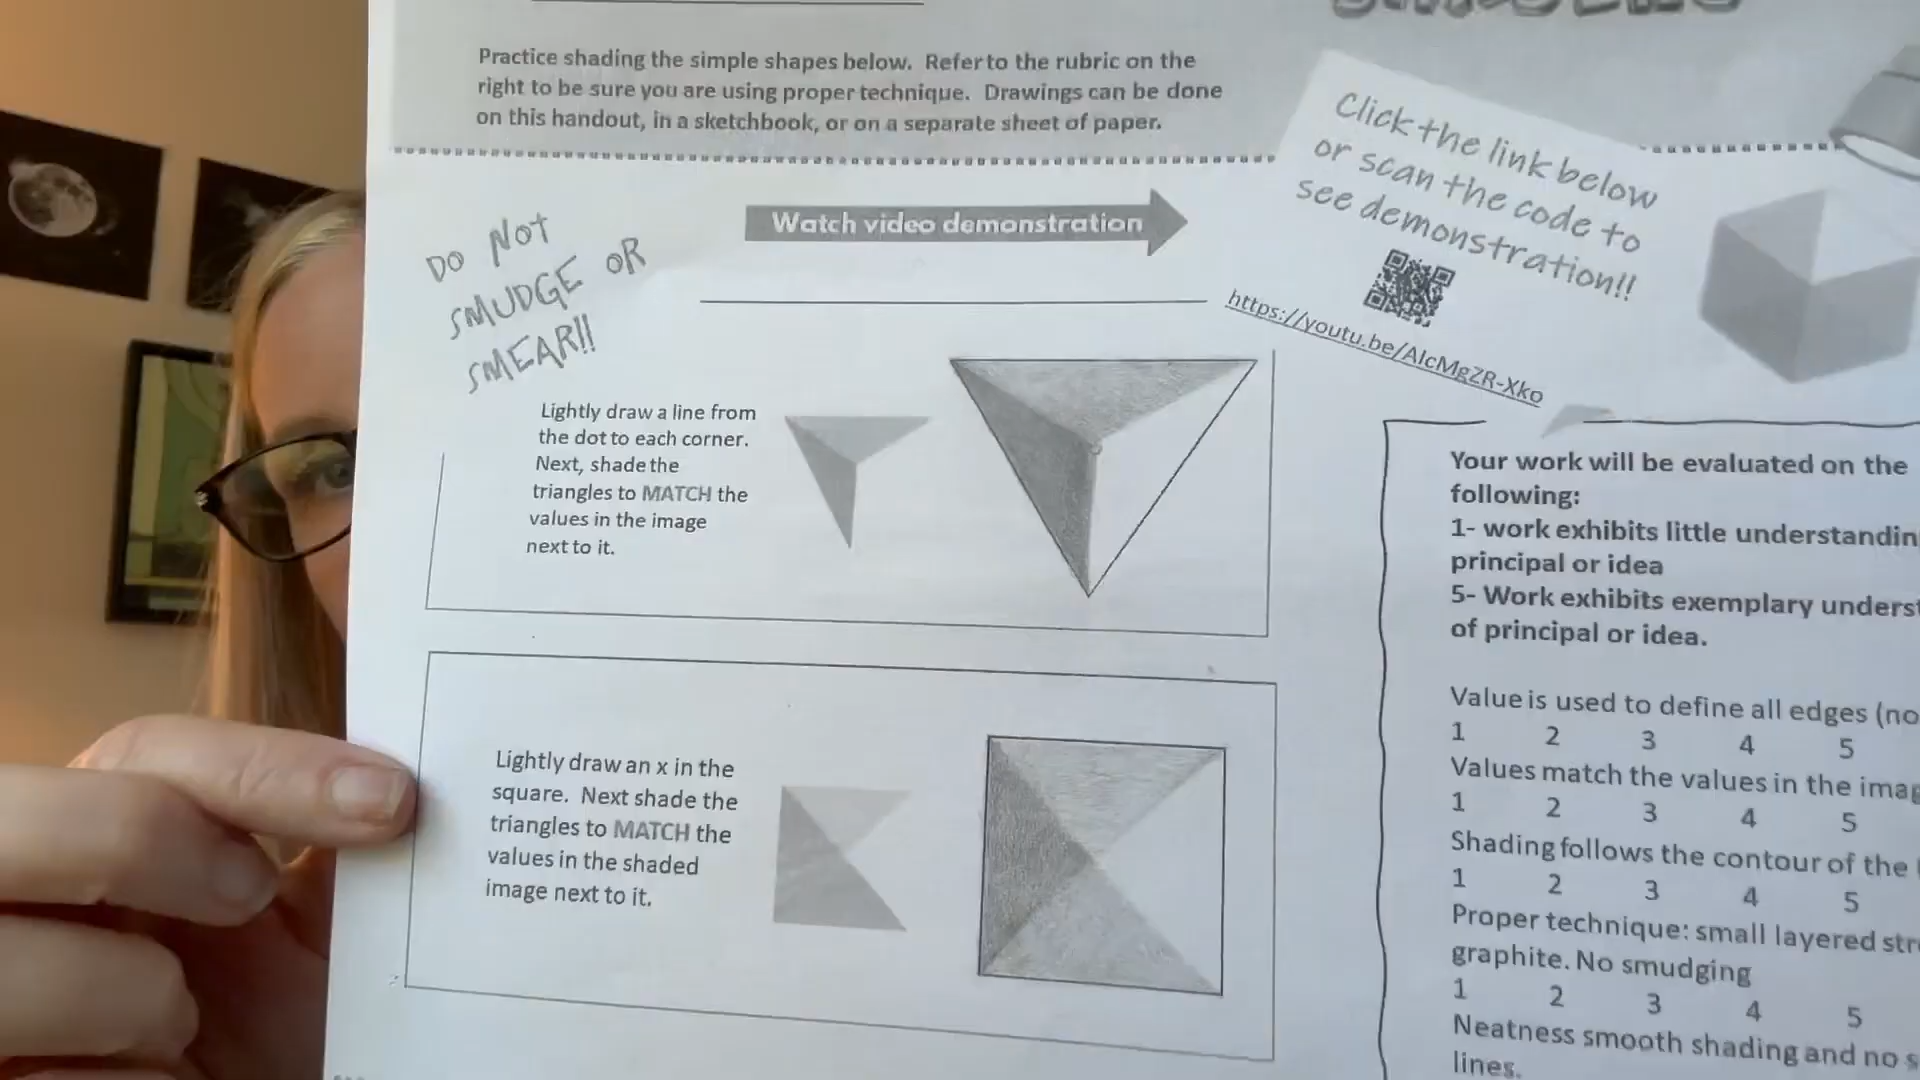 Practice shading the simple shapes below. Refer to the rubric on the
right to be sure you are using proper technique. Drawings can be done
on this handout, in a sketchbook, or on a separate sheet of paper.
DO NOT
SMUDGE OR
SMEAR!!
Watch video demonstration
Click the link below
or scan the code to
see demonstration!!
https://youtu.be/AlcMgZR-Xko
Lightly draw a line from
the dot to each corner.
Next, shade the
triangles to MATCH the
values in the image
next to it.
Lightly draw an x in the
square. Next shade the
triangles to MATCH the
values in the shaded
image next to it.
Your work will be evaluated on the
following:
1- work exhibits little
principal or idea
5- Work exhibits exemplary
of principal or idea.
Value is used to define all edges
1 2 3 4 5
Values match the values in the
1 2 3 4 5
Shading follows the contour of the
1 2 3 4 5
Proper technique: small layered
graphite. No smudging
1 2 3 4 5
Neatness smooth shading and no
lines.